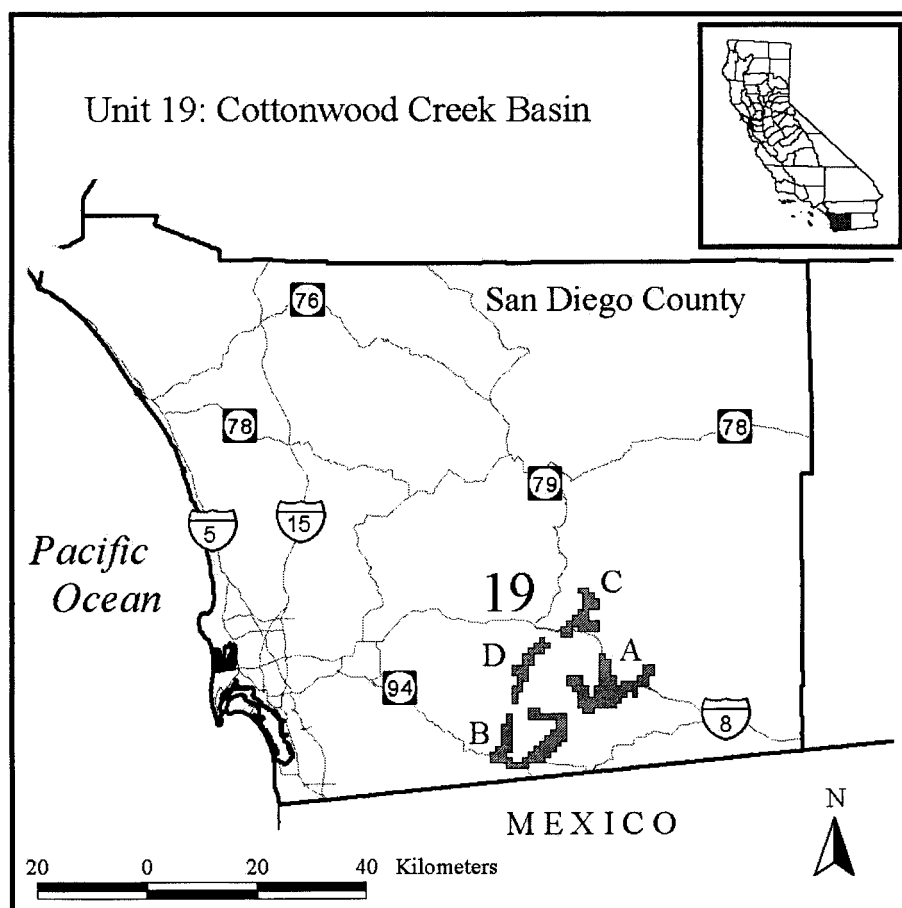 Unit 19: Cottonwood Creek Basin
San Diego County
76
78
78
79
5
15
Pacific
Ocean
19
C
D
A
94
B
8
MEXICO
N
20 0 20 40 Kilometers